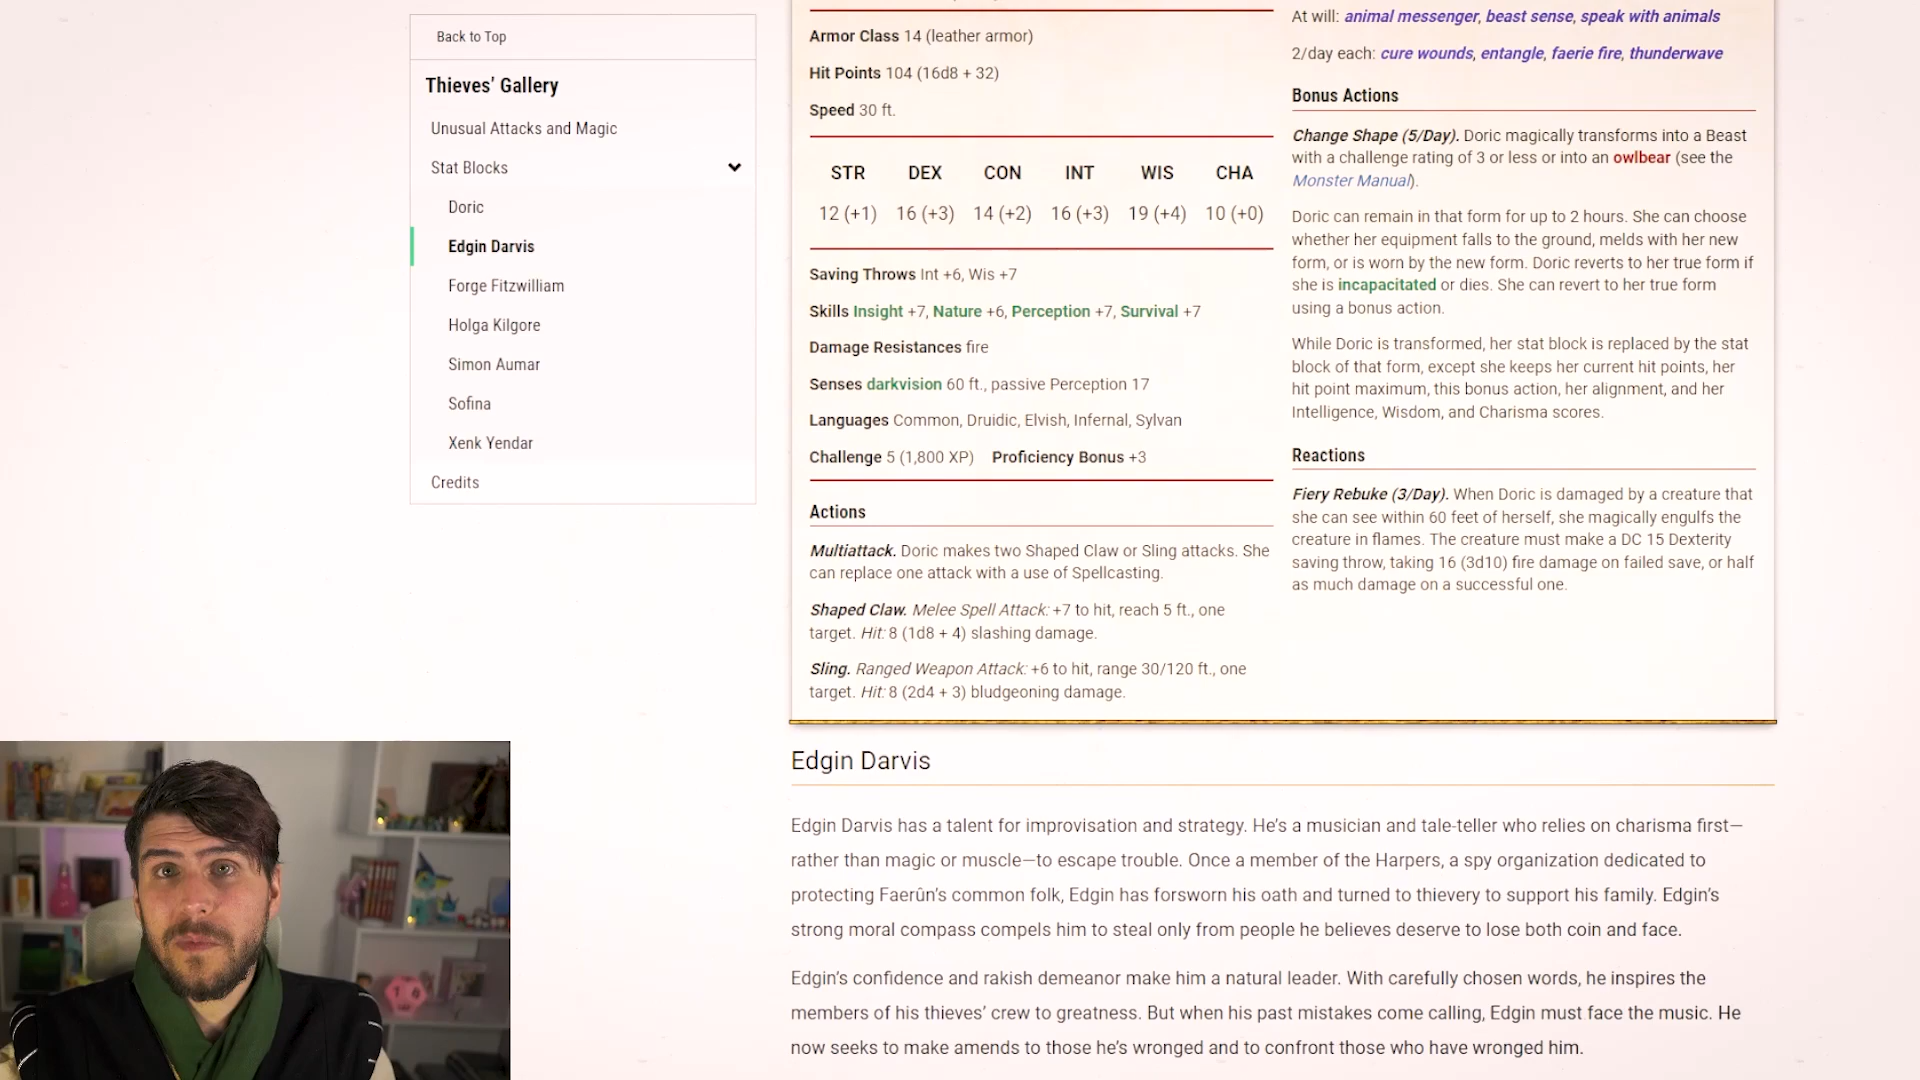 Back to Top
Thieves' Gallery
Unusual Attacks and Magic
Stat Blocks
Doric
Edgin Darvis
Forge Fitzwilliam
Holga Kilgore
Simon Aumar
Sofina
Xenk Yendar
Credits
Armor Class 14 (leather armor)
Hit Points 104 (16d8 + 32)
Speed 30 ft.
STR DEX CON INT WIS CHA
12 (+1) 16 (+3) 14 (+2) 16 (+3) 19 (+4) 10 (+0)
Saving Throws Int +6, Wis +7
Skills Insight +7, Nature +6, Perception +7, Survival +7
Damage Resistances fire
Senses darkvision 60 ft., passive Perception 17
Languages Common, Druidic, Elvish, Infernal, Sylvan
Challenge 5 (1,800 XP) Proficiency Bonus +3
Actions
Multiattack. Doric makes two Shaped Claw or Sling attacks. She
can replace one attack with a use of Spellcasting.
Shaped Claw. Melee Spell Attack: +7 to hit, reach 5 ft., one
target. Hit: 8 (1d8 + 4) slashing damage.
Sling. Ranged Weapon Attack: +6 to hit, range 30/120 ft., one
target. Hit: 8 (2d4 + 3) bludgeoning damage.
At will: animal messenger, beast sense, speak with animals
2/day each: cure wounds, entangle, faerie fire, thunderwave
Bonus Actions
Change Shape (5/Day). Doric magically transforms into a Beast
with a challenge rating of 3 or less or into an owlbear (see the
Monster Manual).
Doric can remain in that form for up to 2 hours. She can choose
whether her equipment falls to the ground, melds with her new
form, or is worn by the new form. Doric reverts to her true form if
she is incapacitated or dies. She can revert to her true form
using a bonus action.
While Doric is transformed, her stat block is replaced by the stat
block of that form, except she keeps her current hit points, her
hit point maximum, this bonus action, her alignment, and her
Intelligence, Wisdom, and Charisma scores.
Reactions
Fiery Rebuke (3/Day). When Doric is damaged by a creature that
she can see within 60 feet of herself, she magically engulfs the
creature in flames. The creature must make a DC 15 Dexterity
saving throw, taking 16 (3d10) fire damage on failed save, or half
as much damage on a successful one.
Edgin Darvis
Edgin Darvis has a talent for improvisation and strategy. He's a musician and tale-teller who relies on charisma first—
rather than magic or muscle—to escape trouble. Once a member of the Harpers, a spy organization dedicated to
protecting Faerûn's common folk, Edgin has forsworn his oath and turned to thievery to support his family. Edgin's
strong moral compass compels him to steal only from people he believes deserve to lose both coin and face.
Edgin's confidence and rakish demeanor make him a natural leader. With carefully chosen words, he inspires the
members of his thieves' crew to greatness. But when his past mistakes come calling, Edgin must face the music. He
now seeks to make amends to those he's wronged and to confront those who have wronged him.